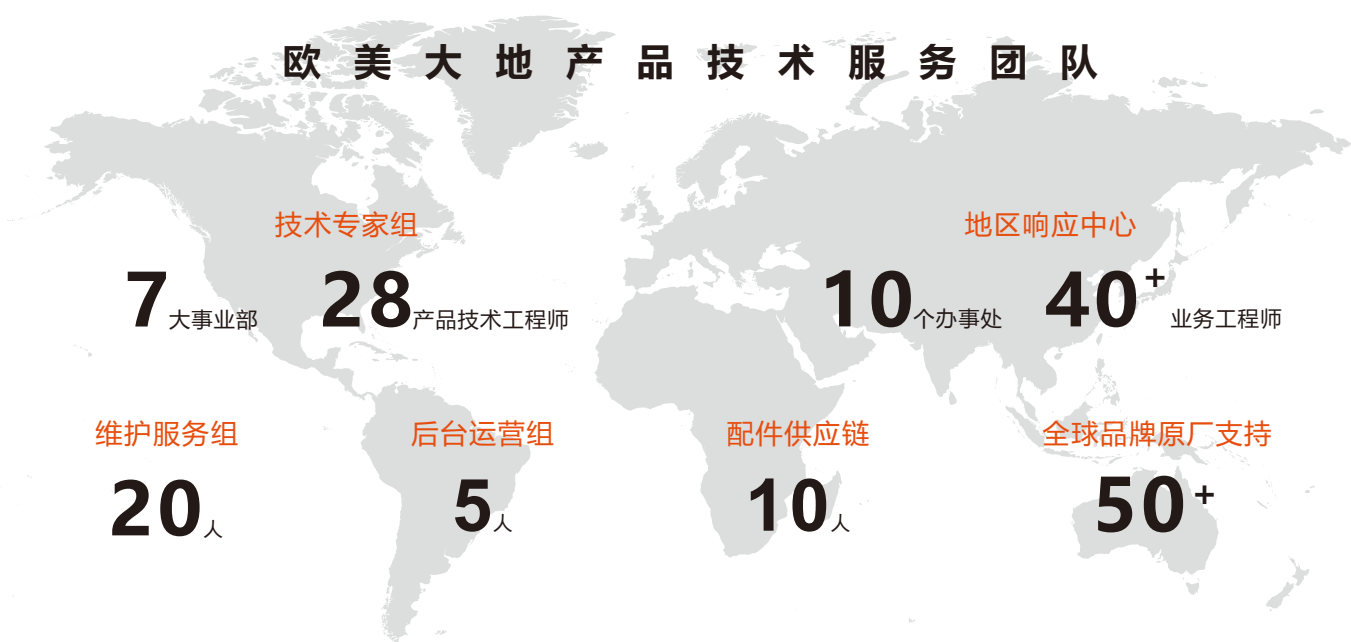 欧美大地产品技术服务团队
技术专家组
7大事业部 28产品技术工程师
地区响应中心
10个办事处 40+业务工程师
维护服务组
20人
后台运营组
5人
配件供应链
10人
全球品牌原厂支持
50+